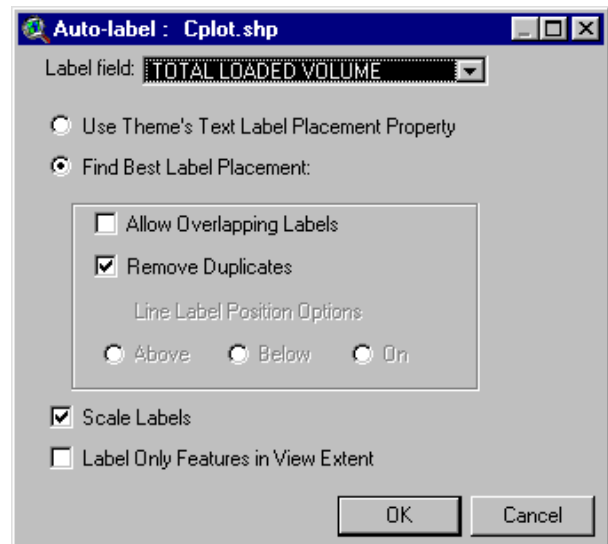 Auto-label : Cplot.shp
Label field: TOTAL LOADED VOLUME
Use Theme's Text Label Placement Property
Find Best Label Placement:
Allow Overlapping Labels
Remove Duplicates
Line Label Position Options
Above Below On
Scale Labels
Label Only Features in View Extent
OK Cancel